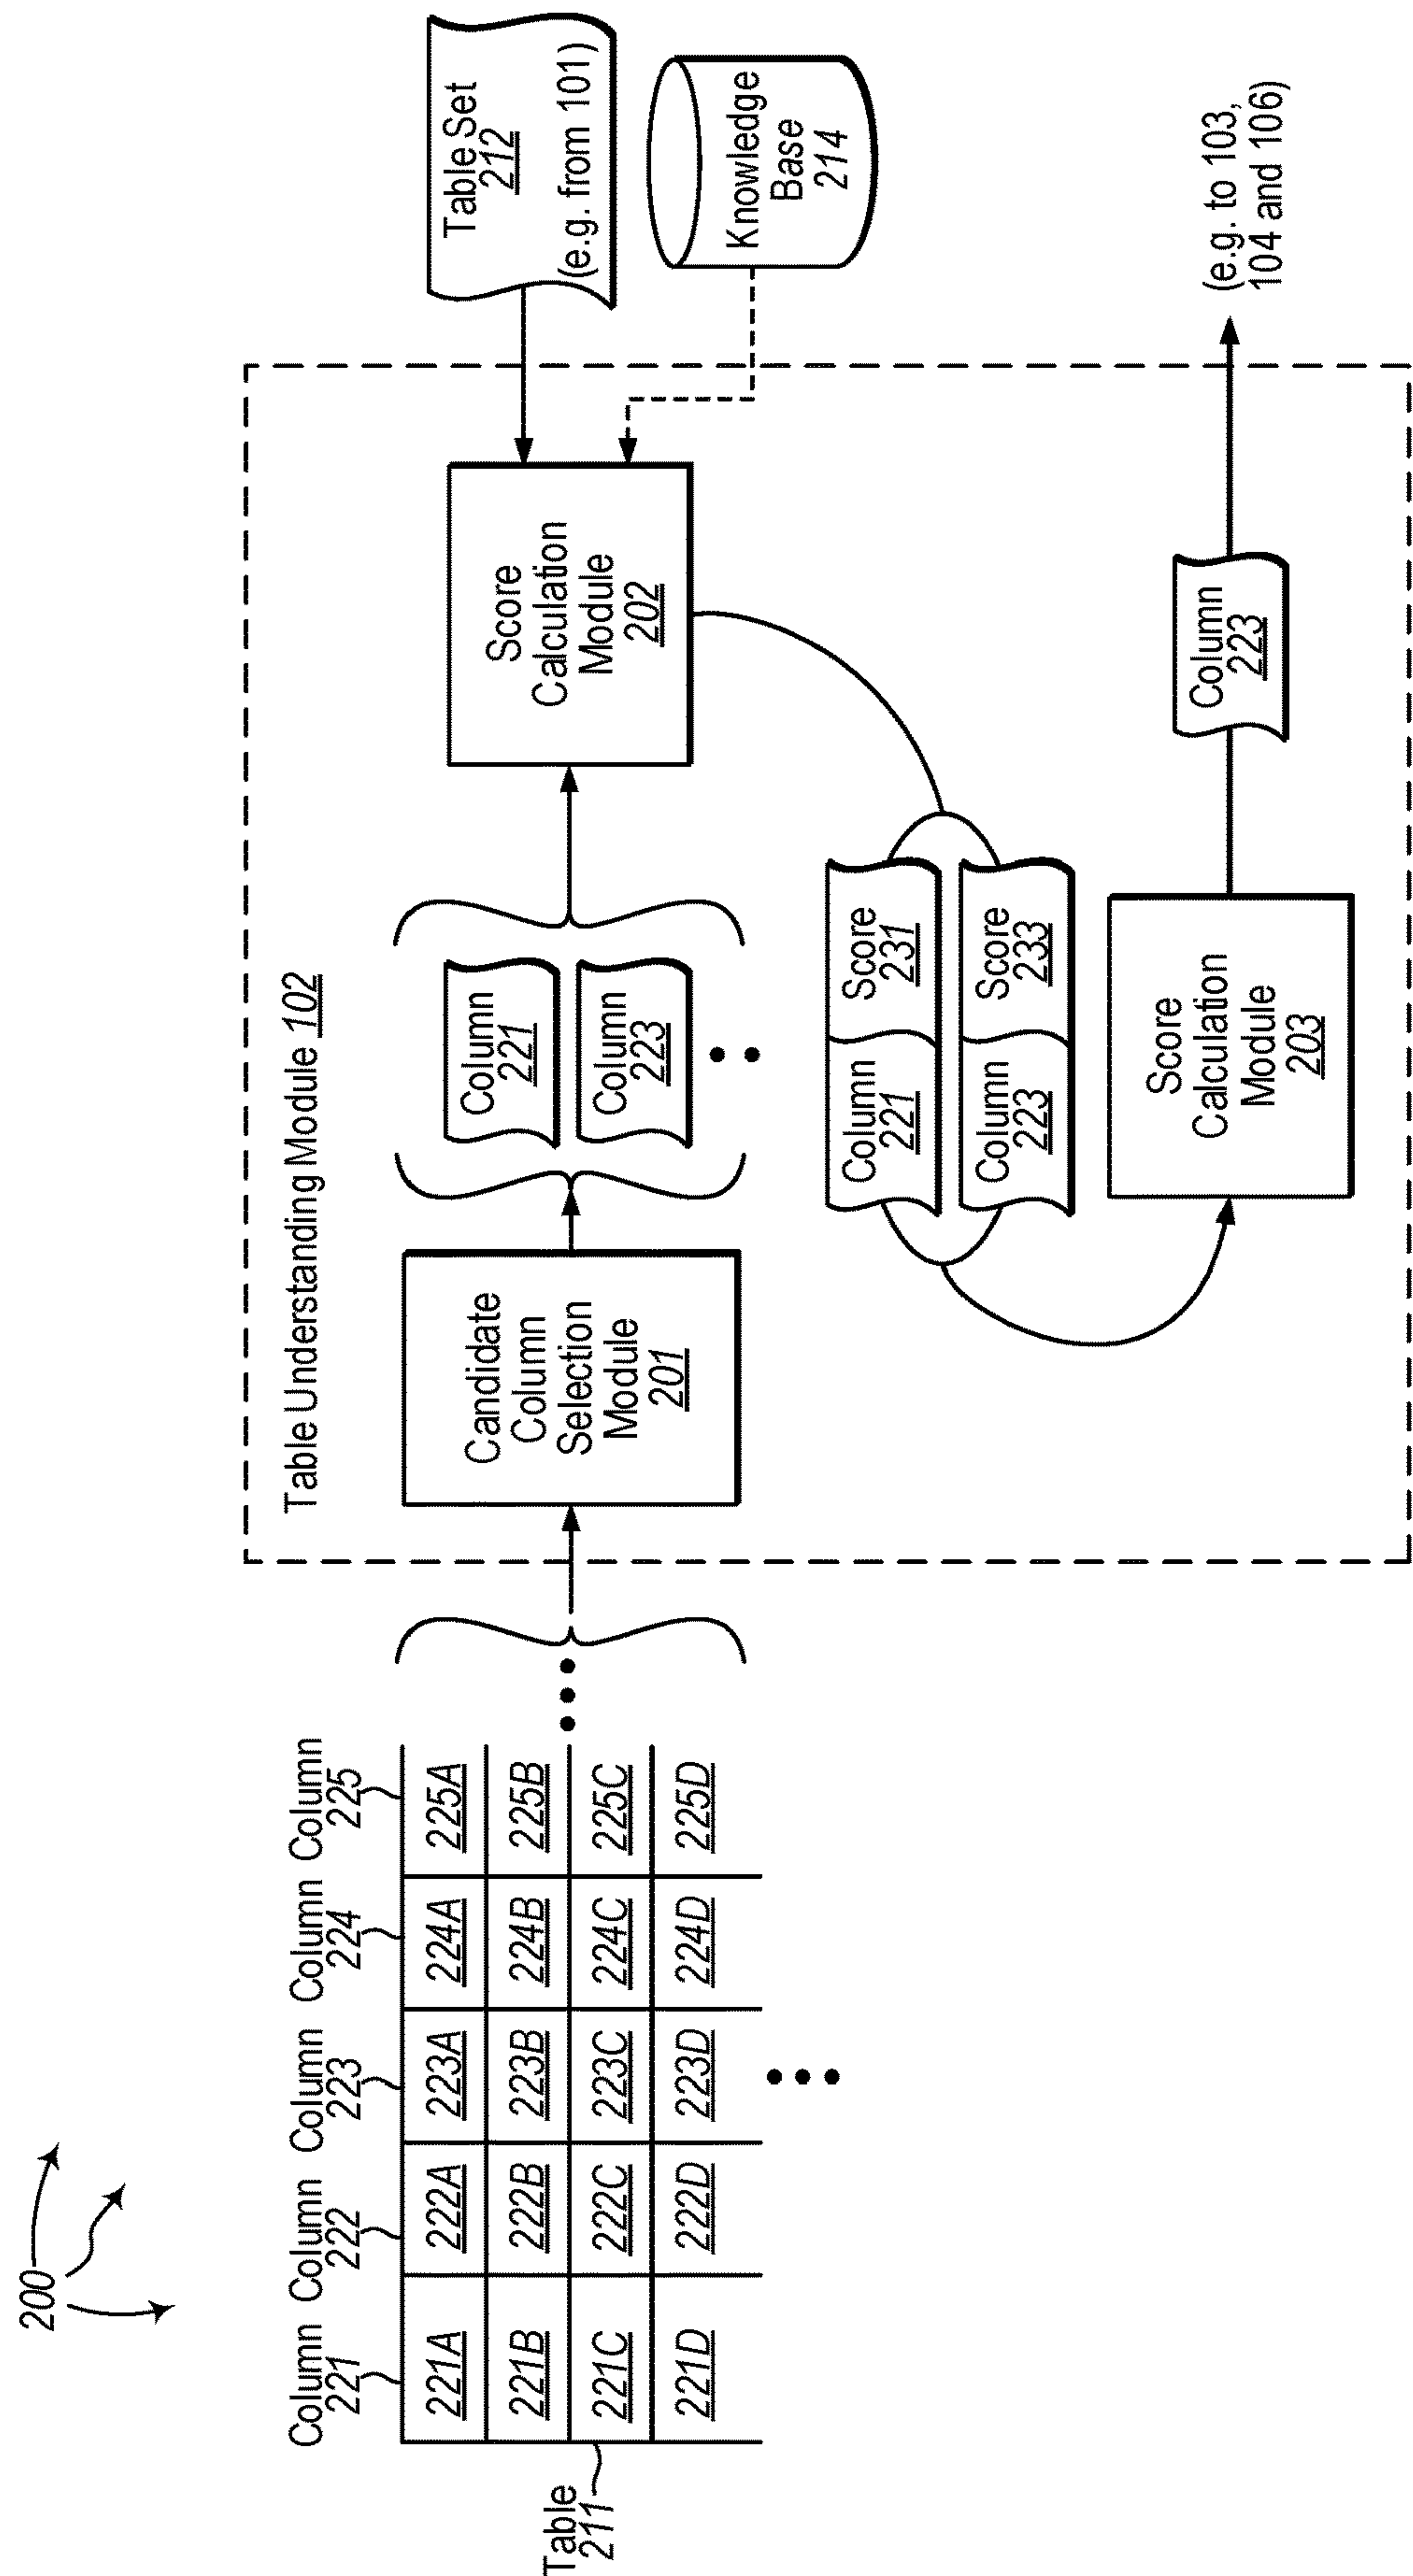 200
Table
211
Column
221
Column
222
Column
223
Column
224
Column
225
221A
222A
223A
224A
225A
221B
222B
223B
224B
225B
221C
222C
223C
224C
225C
221D
222D
223D
224D
225D
Table Understanding Module 102
Candidate
Column
Selection
Module
201
Column
221
Column
223
Score
Calculation
Module
202
Table Set
212
(e.g. from 101)
Knowledge
Base
214
Column
221
Score
231
Column
223
Score
233
Score
Calculation
Module
203
Column
223
(e.g. to 103,
104 and 106)